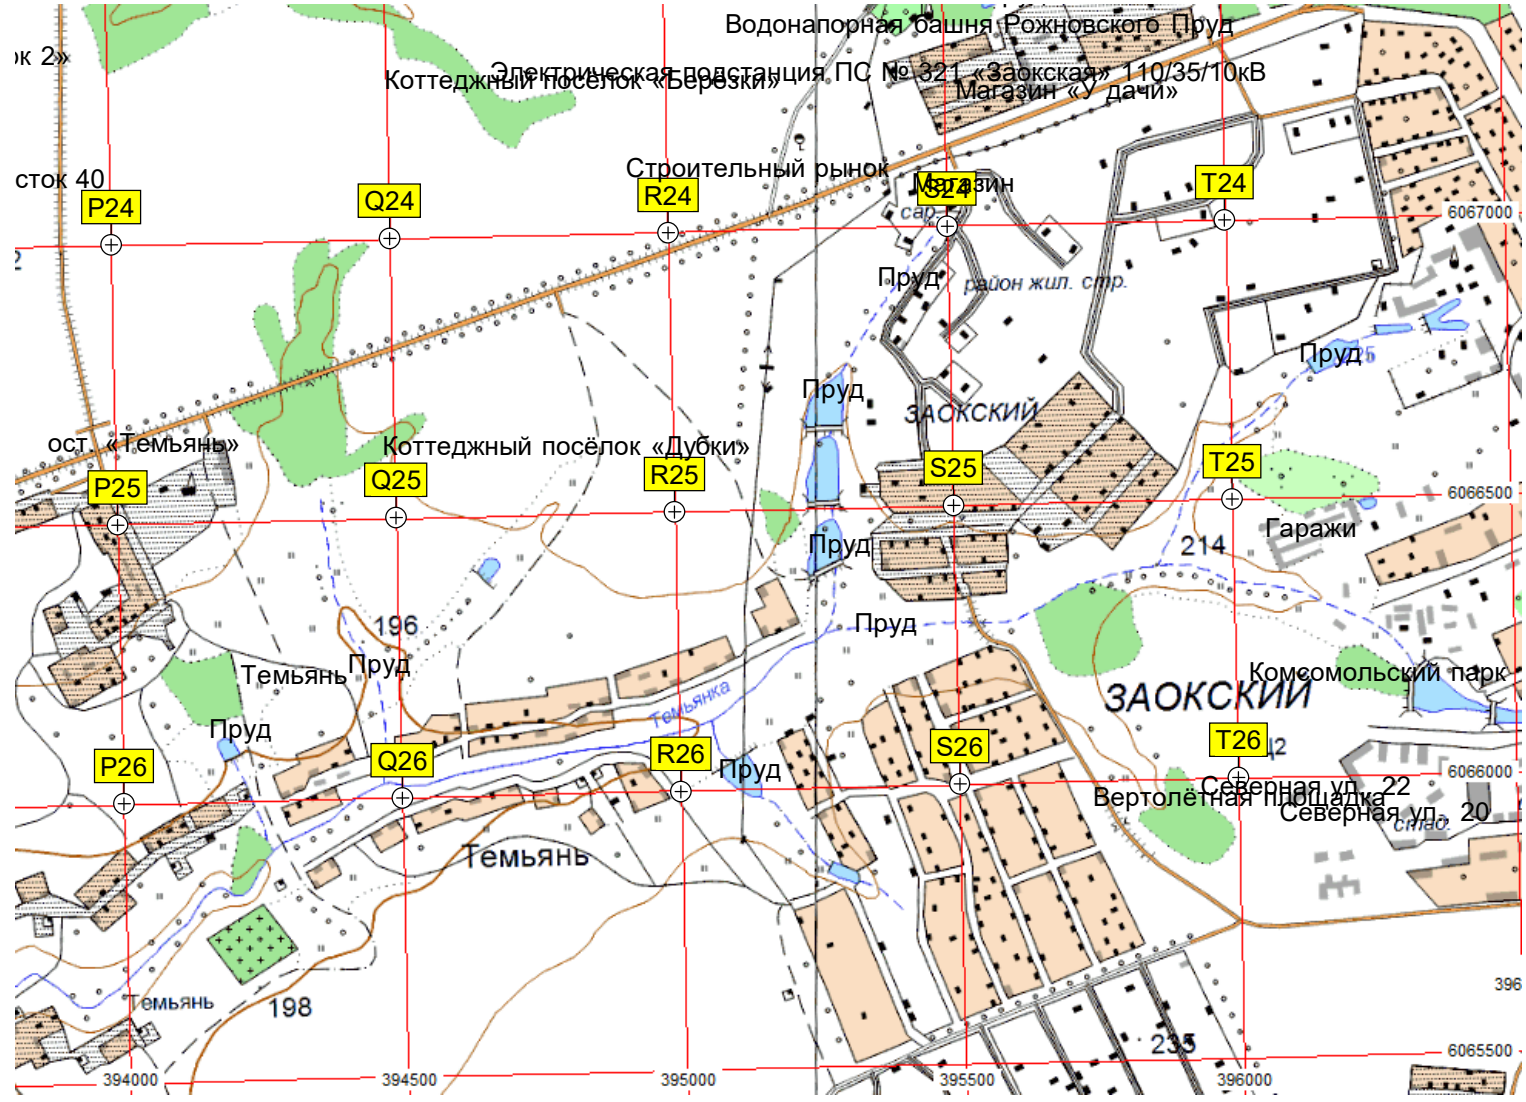 Водонапорная башня Рожновского Пруд
ок 2»
Электрическая подстанция ПС № 321 «Заокская» 110/35/10кВ
Коттеджный посёлок «Берёзки»
Магазин «У дачи»
Строительный рынок
сток 40
Магазин
P24
Q24
R24
S24
T24
сар.
6067000
2
Пруд
район жил. стр.
Пруд
Пруд
ЗАОКСКИЙ
ост. «Темьянь»
Коттеджный посёлок «Дубки»
P25
Q25
R25
S25
T25
6066500
Гаражи
Пруд
214
196
Пруд
Темьянь
Пруд
Комсомольский парк
ЗАОКСКИЙ
Темьянка
Пруд
P26
Q26
R26
S26
T26
Пруд
6066000
Северная ул., 22
Вертолётная площадка
Северная ул., 20
стад.
Темьянь
396
Темьянь
198
235
6065500
394000
394500
395000
395500
396000